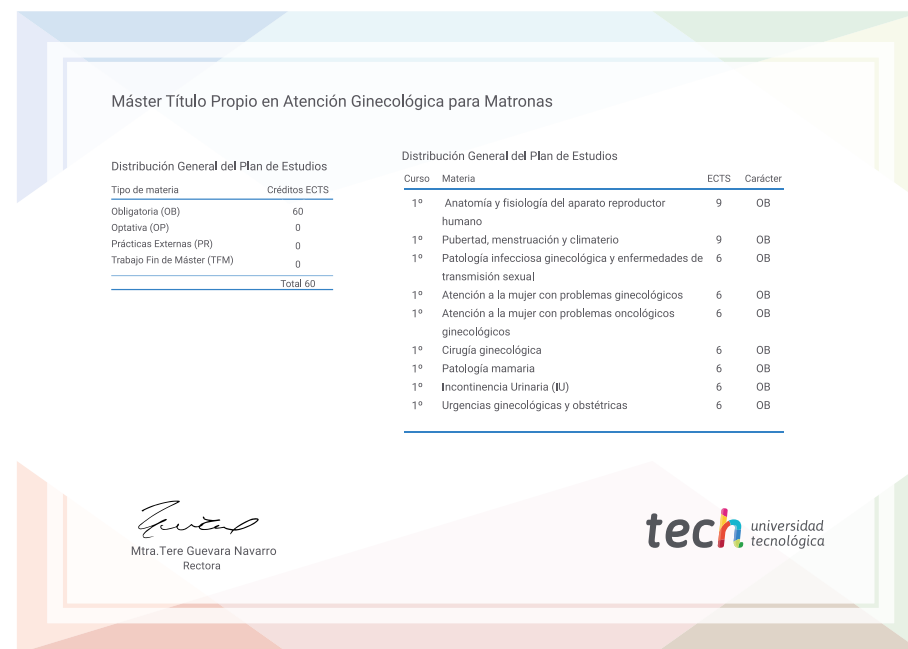 Máster Título Propio en Atención Ginecológica para Matronas
Distribución General del Plan de Estudios
Tipo de materia Créditos ECTS
Obligatoria (OB) 60
Optativa (OP) 0
Prácticas Externas (PR) 0
Trabajo Fin de Máster (TFM) 0
Total 60
Distribución General del Plan de Estudios
Curso Materia ECTS Carácter
1º Anatomía y fisiología del aparato reproductor 9 OB
humano
1º Pubertad, menstruación y climaterio 9 OB
1º Patología infecciosa ginecológica y enfermedades de 6 OB
transmisión sexual
1º Atención a la mujer con problemas ginecológicos 6 OB
1º Atención a la mujer con problemas oncológicos 6 OB
ginecológicos
1º Cirugía ginecológica 6 OB
1º Patología mamaria 6 OB
1º Incontinencia Urinaria (IU) 6 OB
1º Urgencias ginecológicas y obstétricas 6 OB
Mtra.Tere Guevara Navarro
Rectora
tech universidad
tecnológica